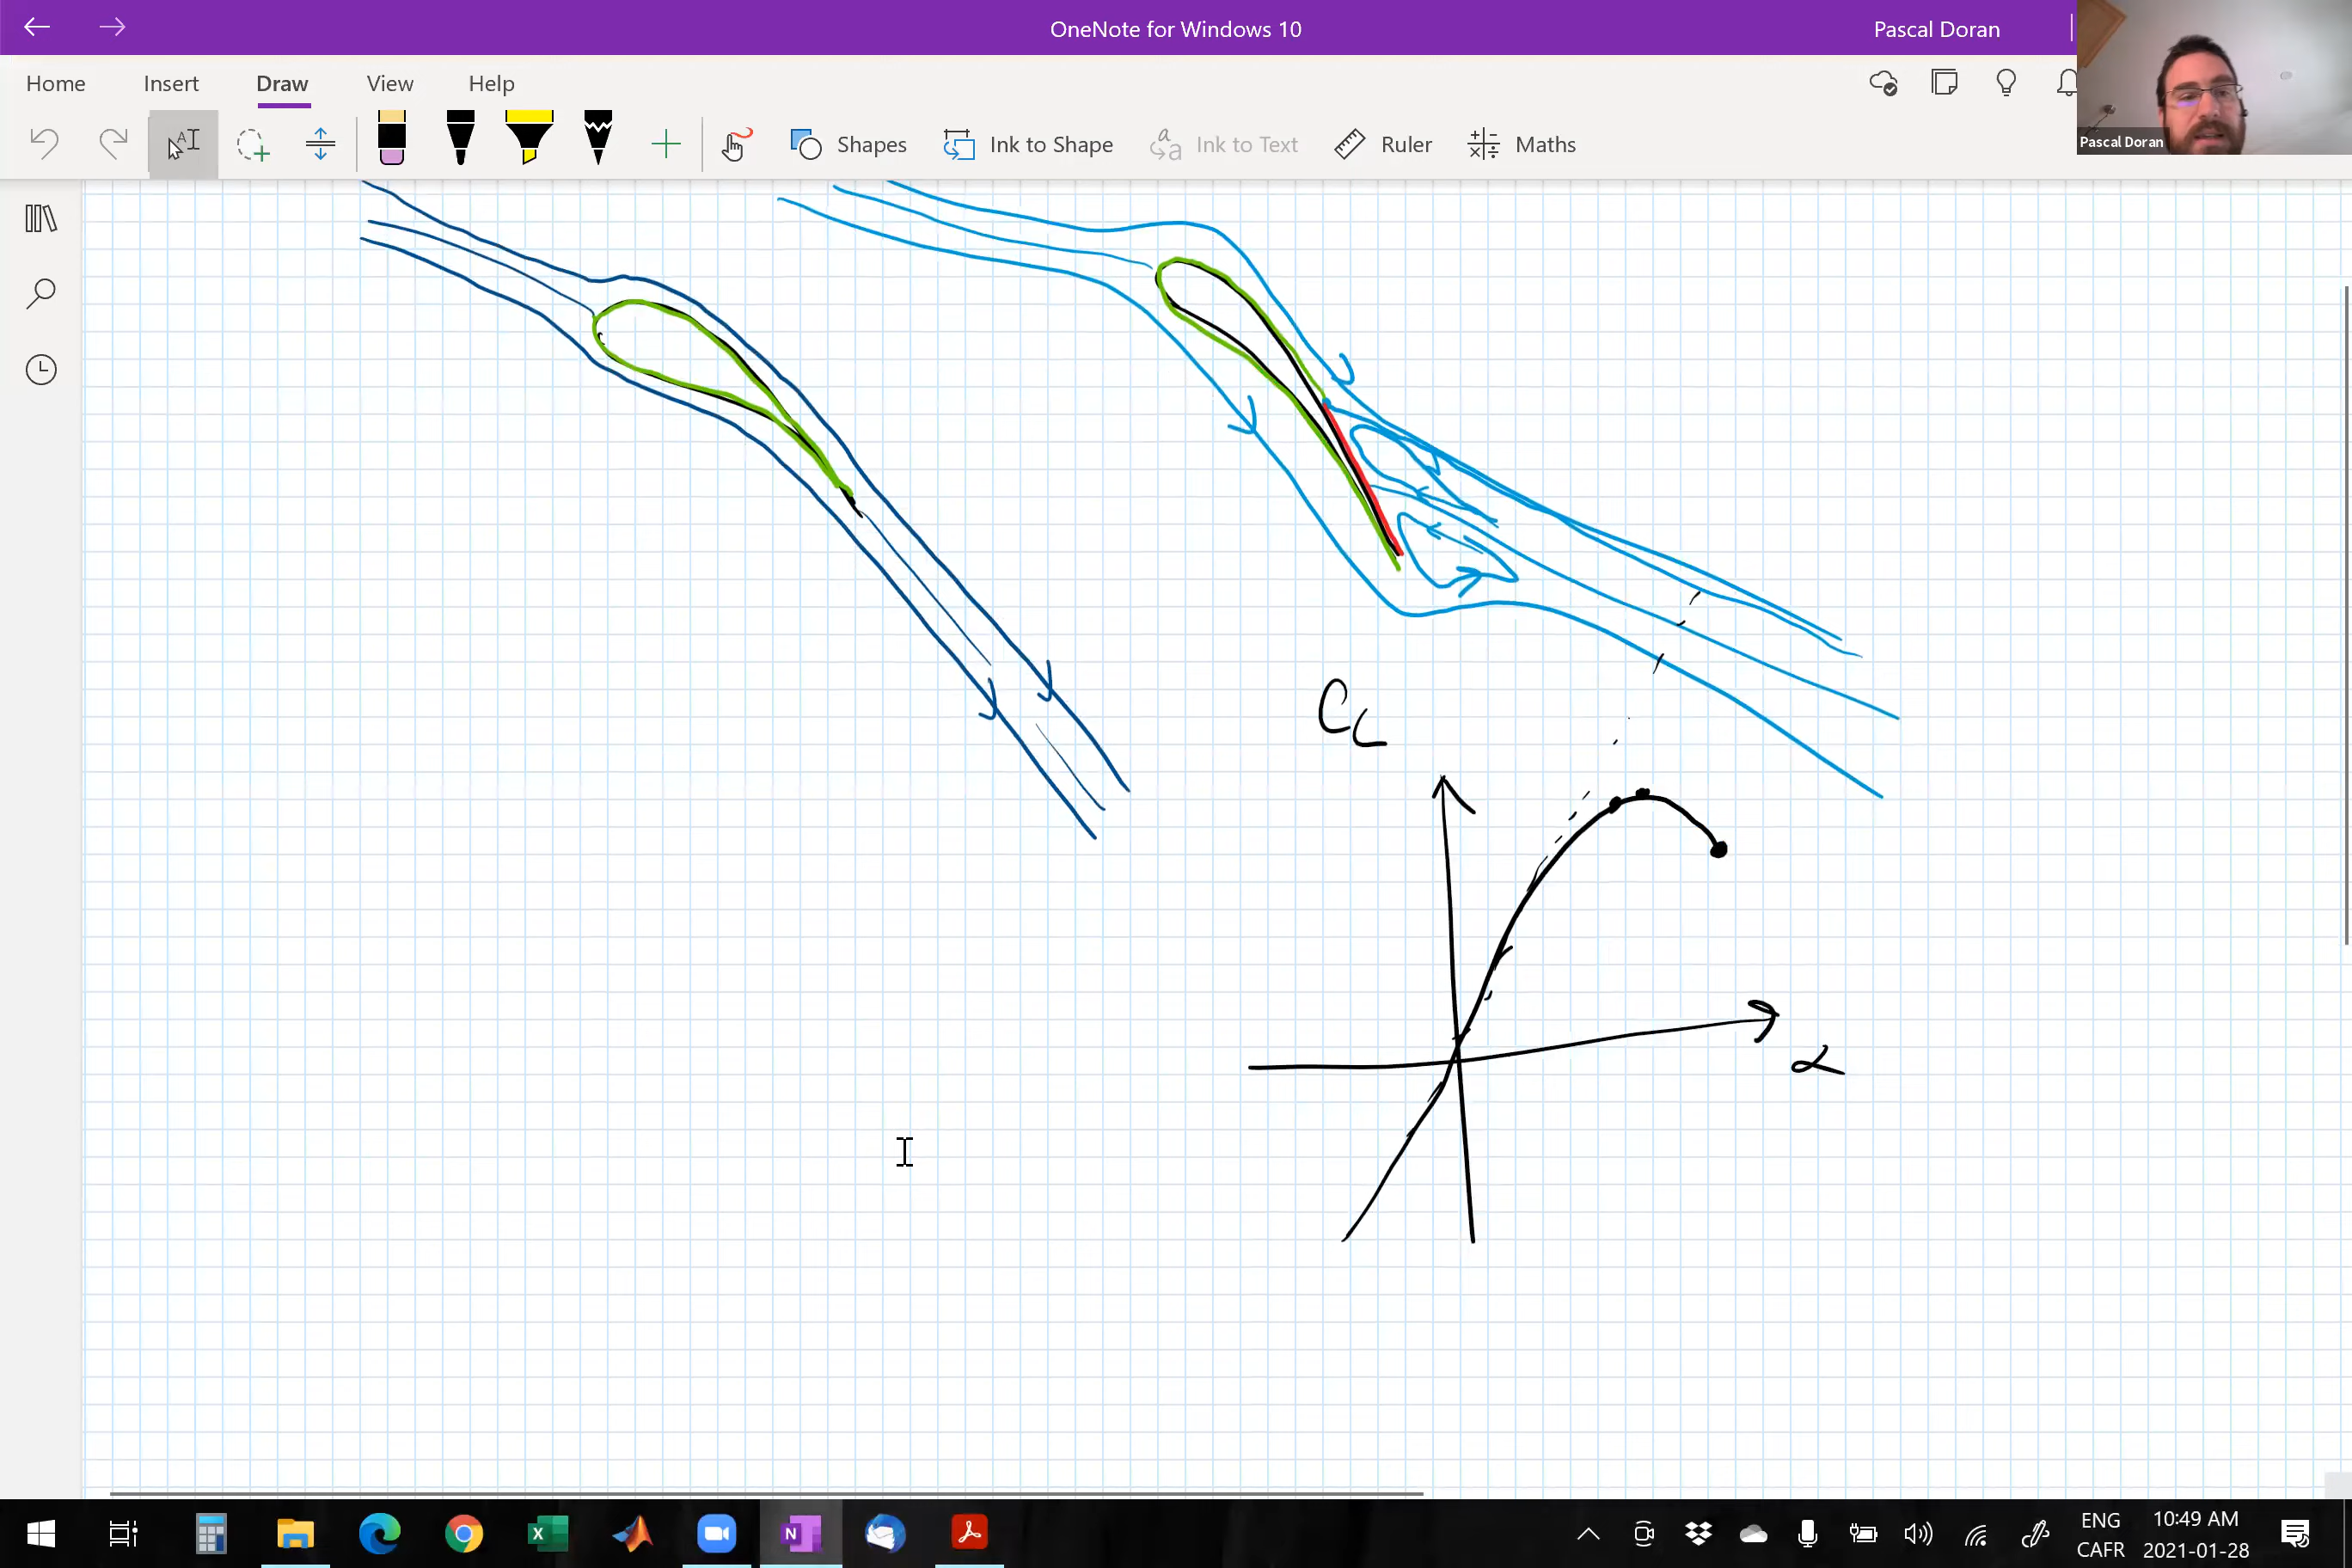 OneNote for Windows 10
Pascal Doran
Home Insert Draw View Help
Shapes Ink to Shape Ink to Text Ruler Maths
Pascal Doran
C_L
α
ENG
CAFR
10:49 AM
2021-01-28